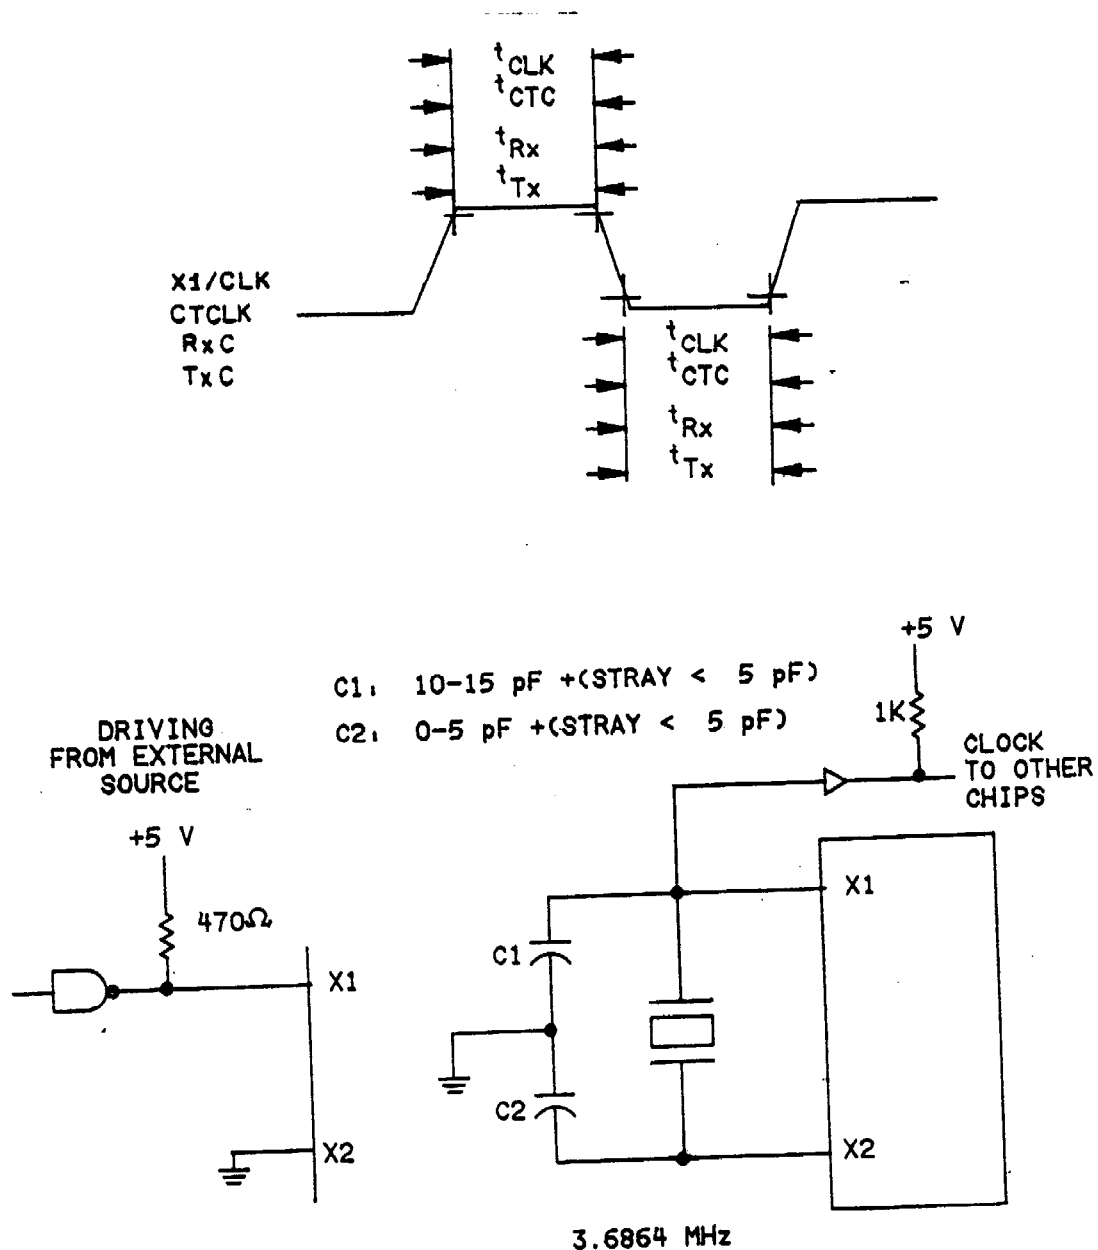 tCLK
tCTC
tRx
tTx
X1/CLK
CTCLK
RxC
TxC
tCLK
tCTC
tRx
tTx
+5 V
C1: 10-15 pF +(STRAY < 5 pF)
C2: 0-5 pF +(STRAY < 5 pF)
1K
DRIVING
FROM EXTERNAL
SOURCE
CLOCK
TO OTHER
CHIPS
+5 V
470Ω
X1
C1
X1
C2
X2
X2
3.6864 MHz